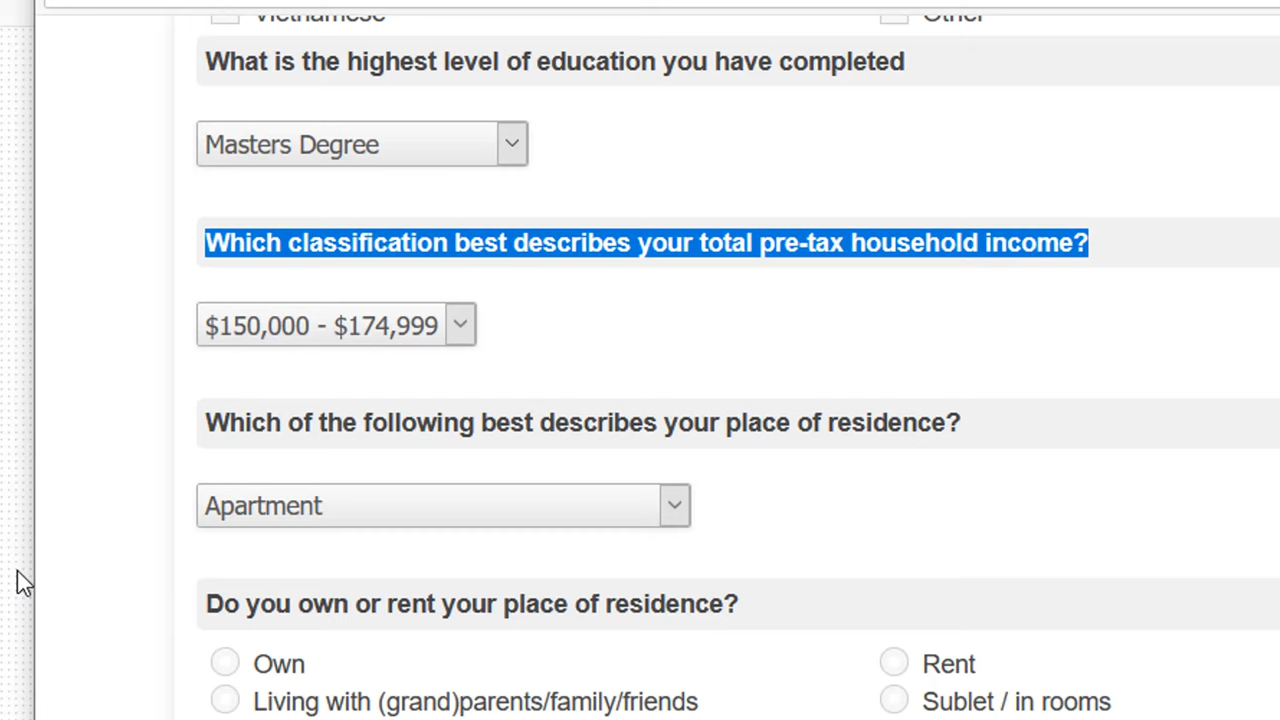 Vietnamese Other
What is the highest level of education you have completed
Masters Degree
Which classification best describes your total pre-tax household income?
$150,000 - $174,999
Which of the following best describes your place of residence?
Apartment
Do you own or rent your place of residence?
Own Rent
Living with (grand)parents/family/friends Sublet / in rooms